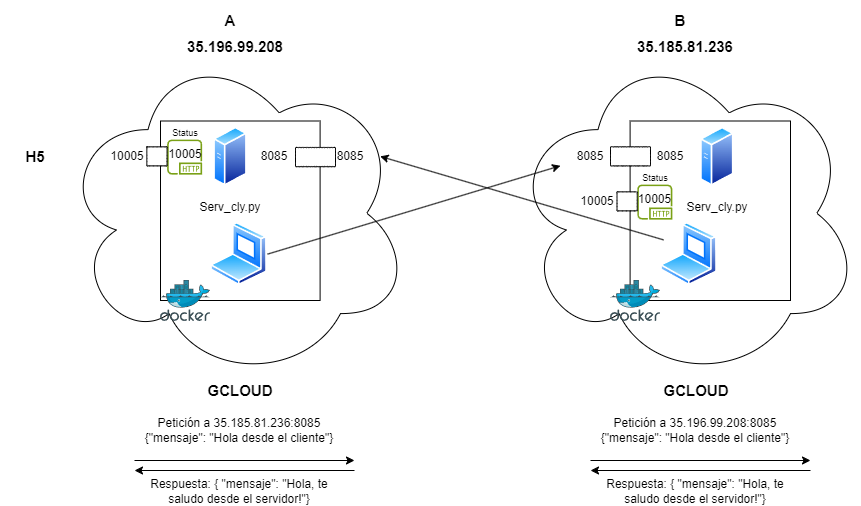 A
35.196.99.208
B
35.185.81.236
H5
Status
10005
10005
HTTP
8085
8085
Serv_cly.py
docker
8085
8085
Status
10005
10005
HTTP
Serv_cly.py
docker
GCLOUD
Petición a 35.185.81.236:8085
{"mensaje": "Hola desde el cliente"}
Respuesta: { "mensaje": "Hola, te
saludo desde el servidor!"}
GCLOUD
Petición a 35.196.99.208:8085
{"mensaje": "Hola desde el cliente"}
Respuesta: { "mensaje": "Hola, te
saludo desde el servidor!"}